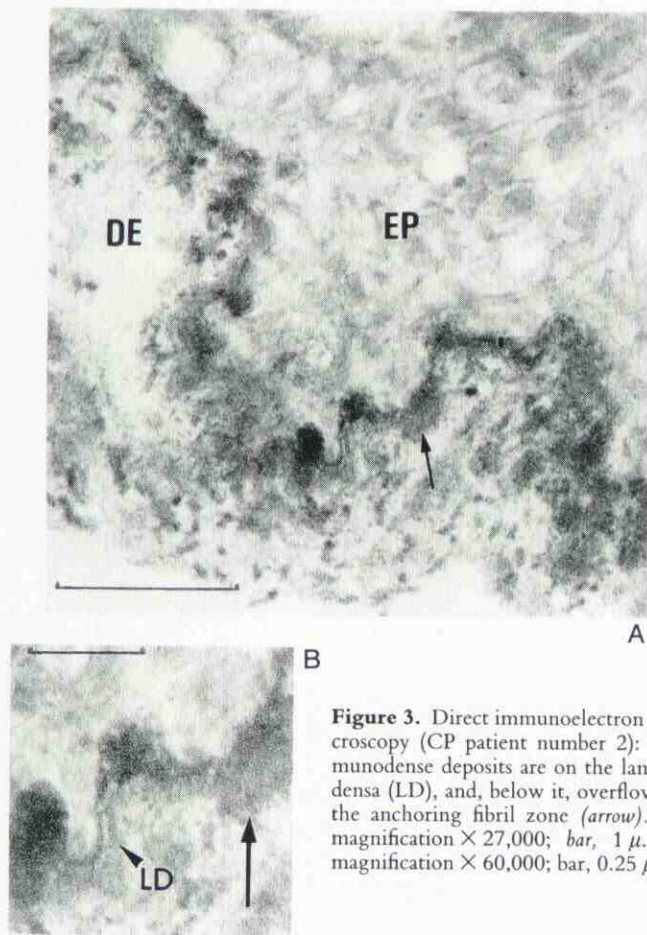 DE
EP
A
B
LD
Figure 3. Direct immunoelectron
croscopy (CP patient number 2):
munodense deposits are on the lam
densa (LD), and, below it, overflow
the anchoring fibril zone (arrow).
magnification × 27,000; bar, 1 μ.
magnification × 60,000; bar, 0.25 μ